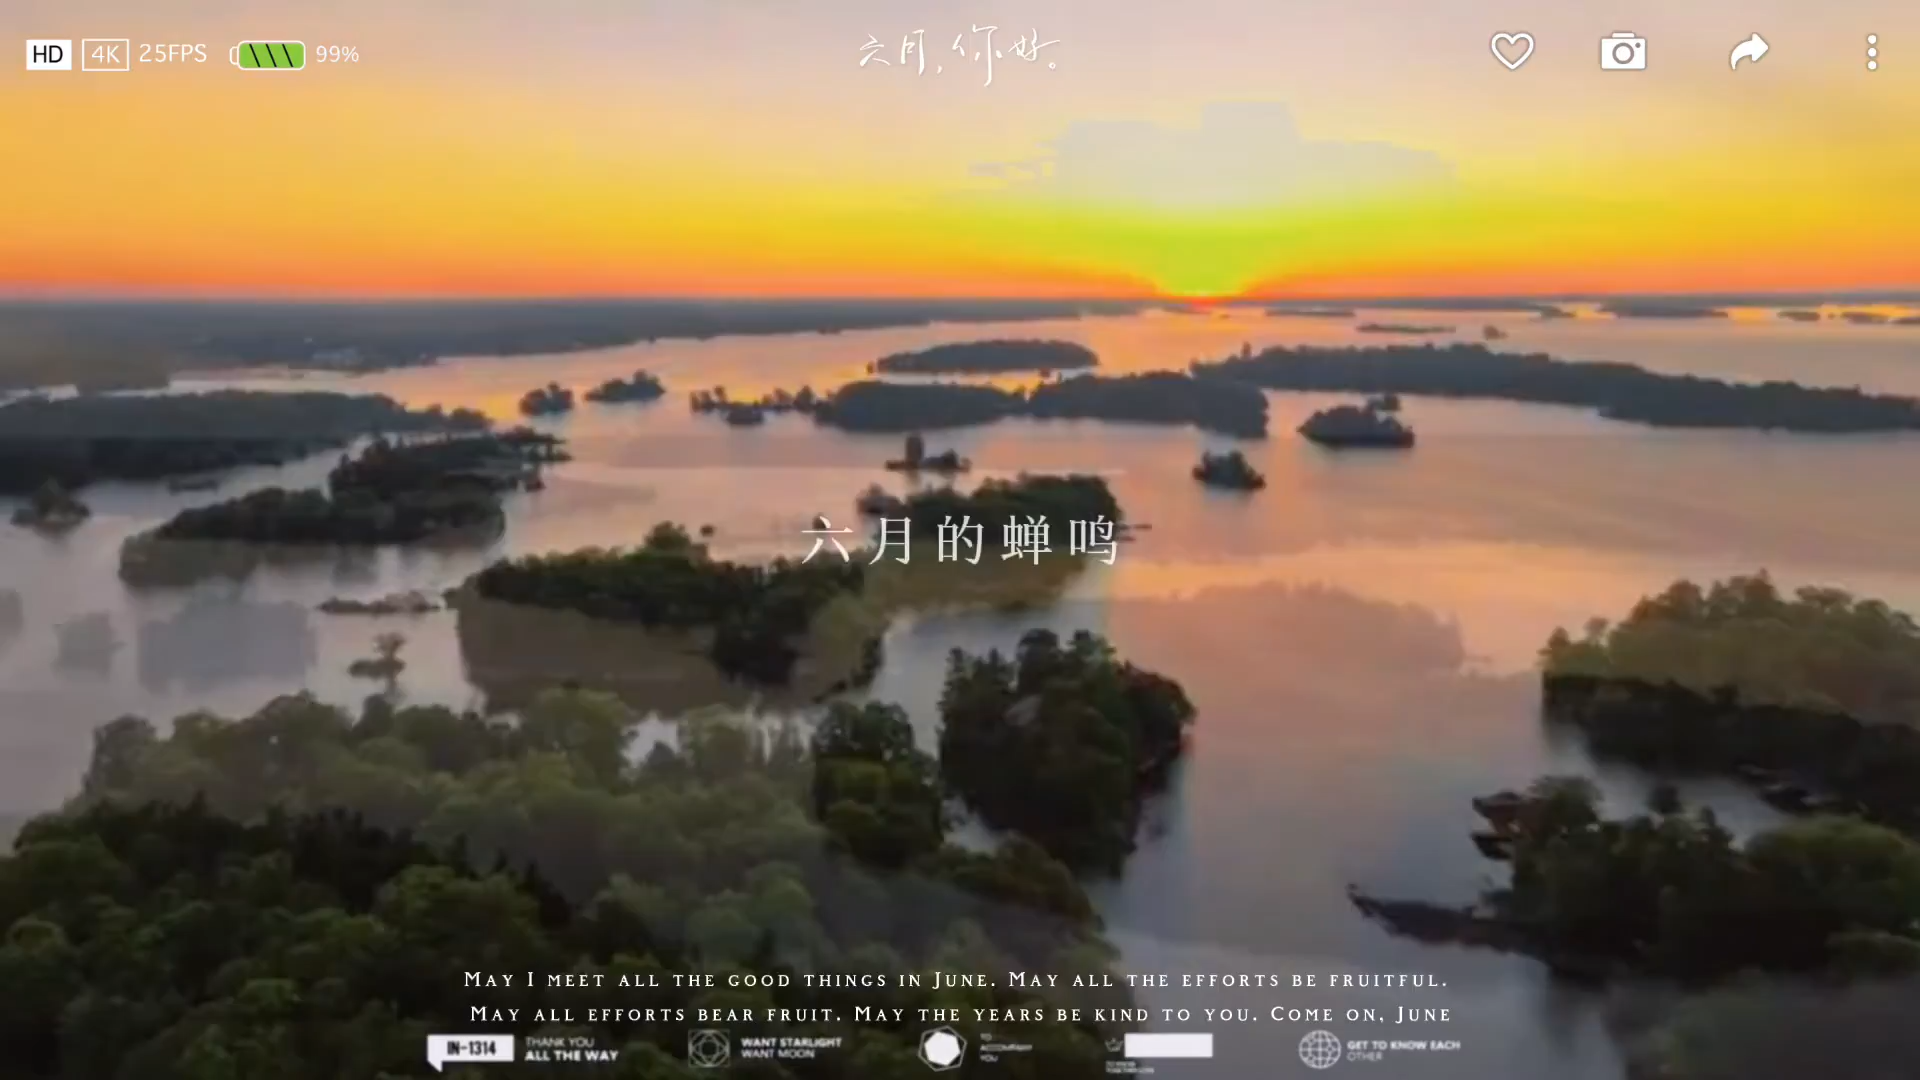 HD 4K 25FPS 99%
六月，你好。
六月的蝉鸣
MAY I MEET ALL THE GOOD THINGS IN JUNE. MAY ALL THE EFFORTS BE FRUITFUL.
MAY ALL EFFORTS BEAR FRUIT. MAY THE YEARS BE KIND TO YOU. COME ON, JUNE
IN-1314
THANK YOU
ALL THE WAY
WANT STARLIGHT
WANT MOON
TO
ACCOMPANY
YOU
GET TO KNOW EACH
OTHER